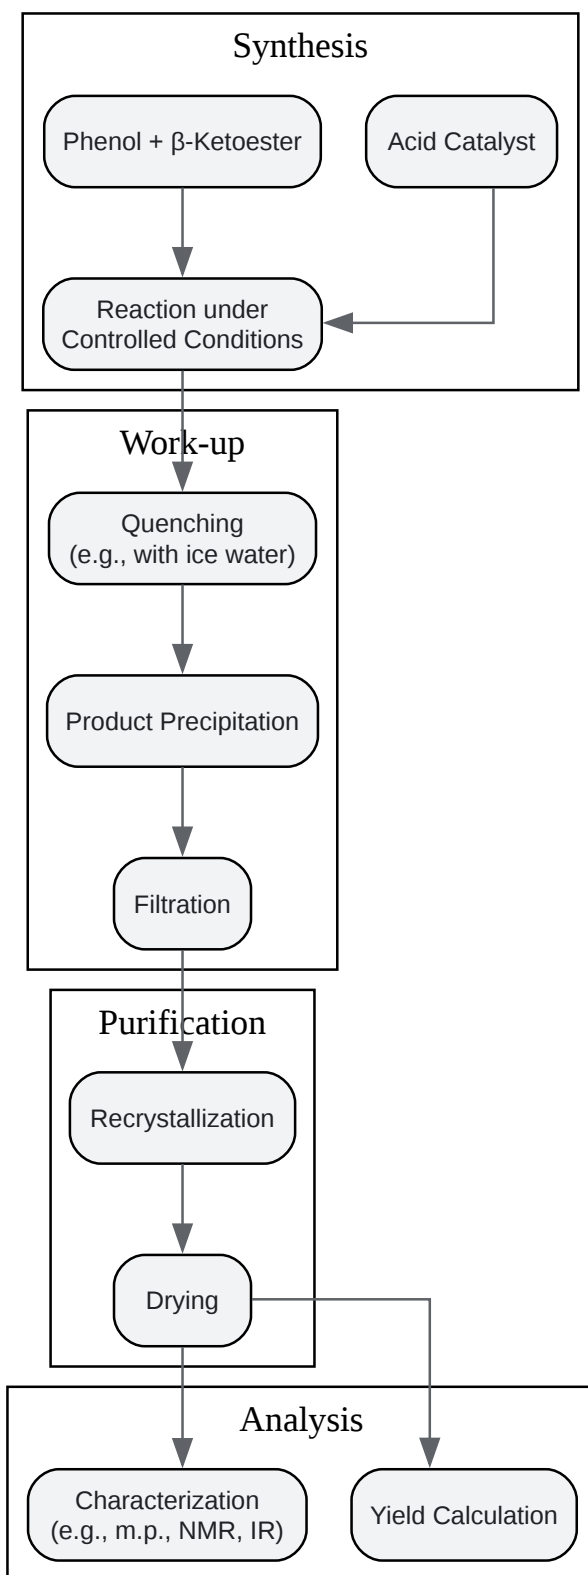 Synthesis
Phenol + β-Ketoester
Acid Catalyst
Reaction under
Controlled Conditions
Work-up
Quenching
(e.g., with ice water)
Product Precipitation
Filtration
Purification
Recrystallization
Drying
Analysis
Characterization
(e.g., m.p., NMR, IR)
Yield Calculation